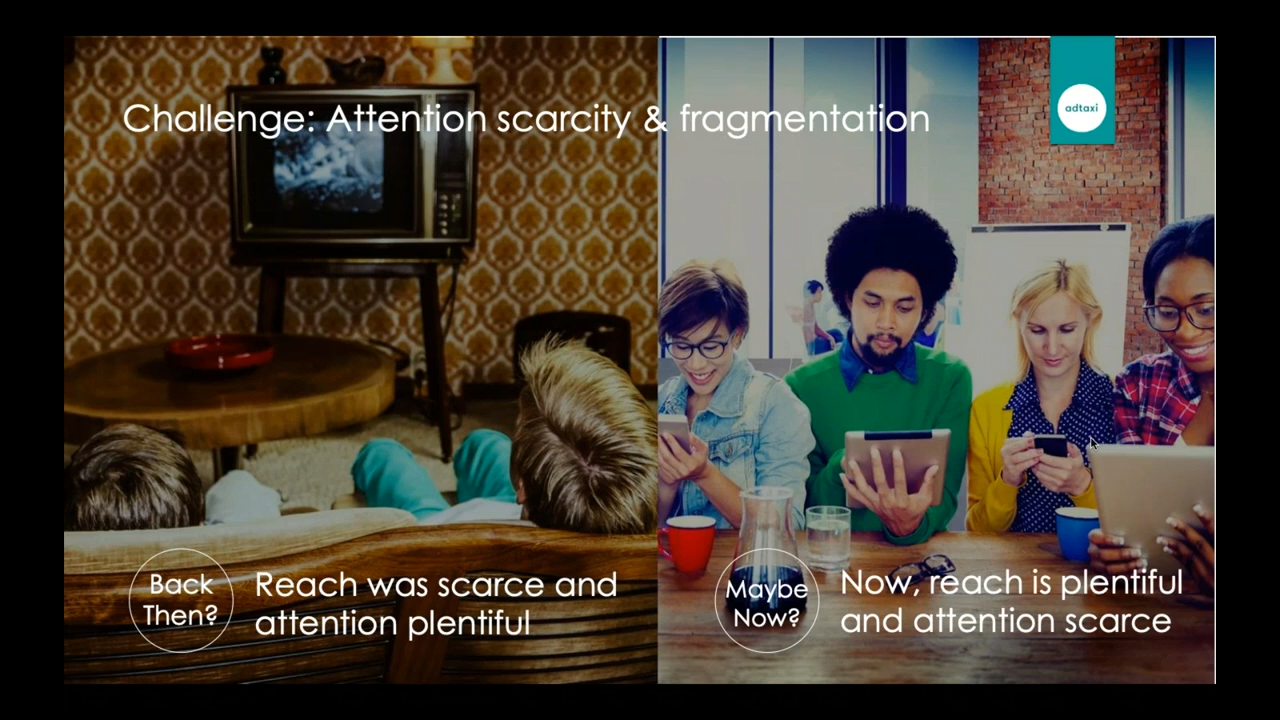 Challenge: Attention scarcity & fragmentation
adtaxi
Back
Then?
Reach was scarce and
attention plentiful
Maybe
Now?
Now, reach is plentiful
and attention scarce